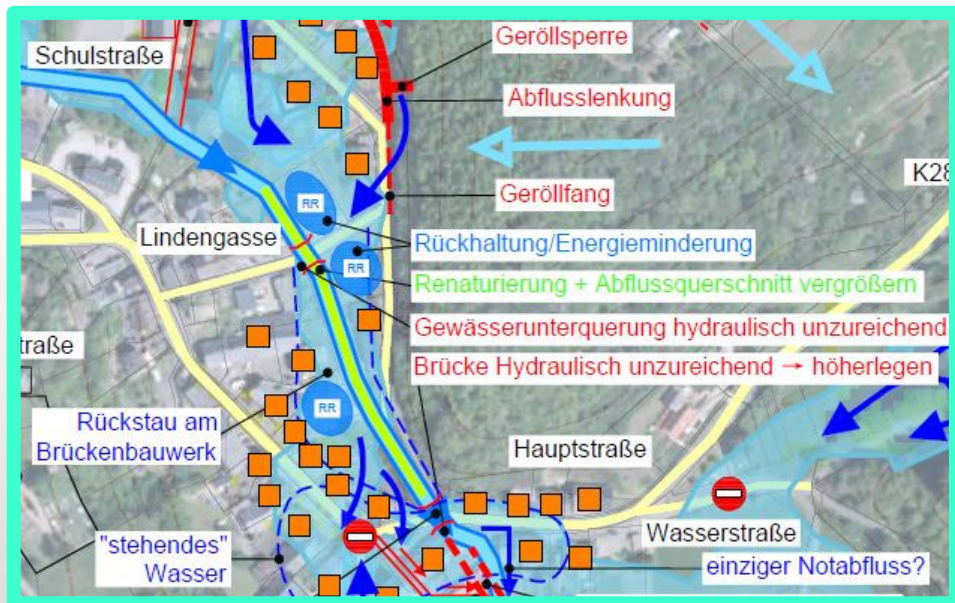 Geröllsperre
Schulstraße
Abflusslenkung
K28
Geröllfang
RR
Lindengasse
Rückhaltung/Energieminderung
RR
Renaturierung + Abflussquerschnitt vergrößern
Gewässerunterquerung hydraulisch unzureichend
traße
Brücke Hydraulisch unzureichend → höherlegen
RR
Rückstau am
Brückenbauwerk
Hauptstraße
Wasserstraße
"stehendes"
Wasser
einziger Notabfluss?